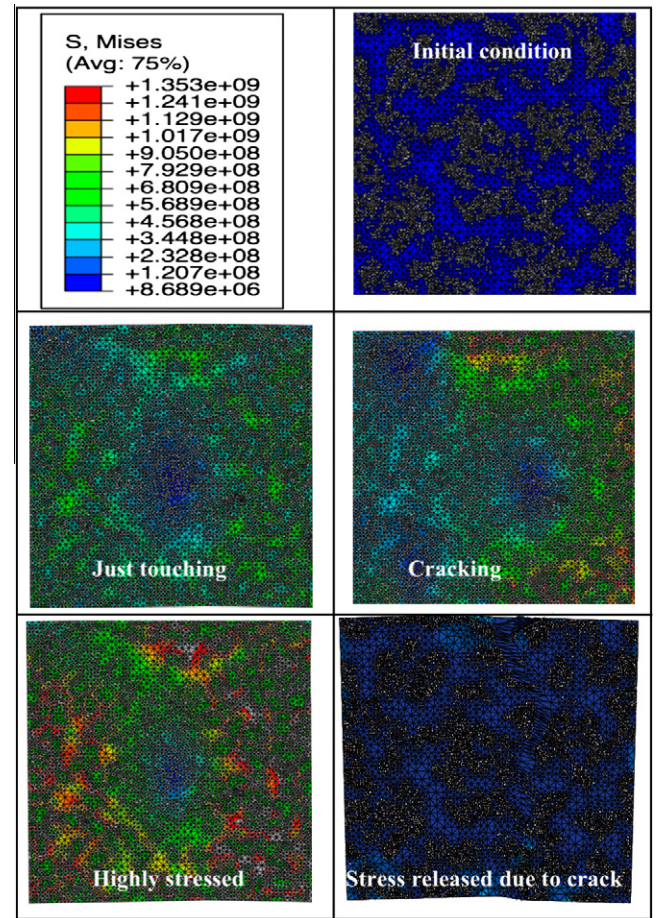 S, Mises
(Avg: 75%)
+1.353e+09
+1.241e+09
+1.129e+09
+1.017e+09
+9.050e+08
+7.929e+08
+6.809e+08
+5.689e+08
+4.568e+08
+3.448e+08
+2.328e+08
+1.207e+08
+8.689e+06
Initial condition
Just touching
Cracking
Highly stressed
Stress released due to crack